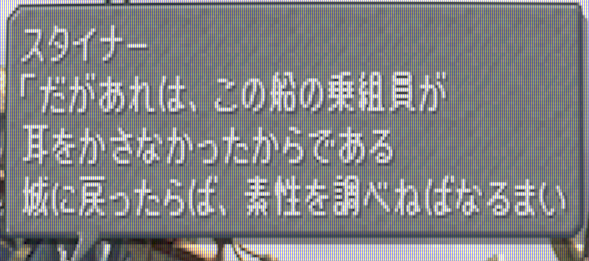 スタイナー
「だがあれは、この船の乗組員が
耳をかさなかったからである
城に戻ったらば、素性を調べねばなるまい